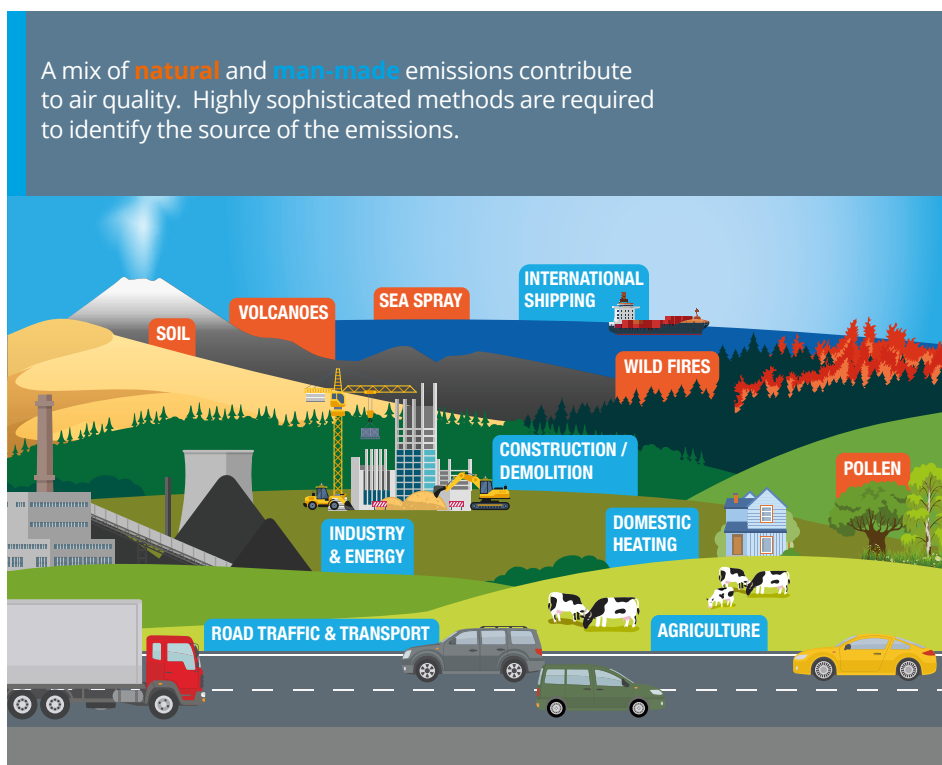 A mix of natural and man-made emissions contribute
to air quality.  Highly sophisticated methods are required
to identify the source of the emissions.
INTERNATIONAL
SHIPPING
SEA SPRAY
VOLCANOES
SOIL
WILD FIRES
CONSTRUCTION /
DEMOLITION
POLLEN
INDUSTRY
& ENERGY
DOMESTIC
HEATING
ROAD TRAFFIC & TRANSPORT
AGRICULTURE